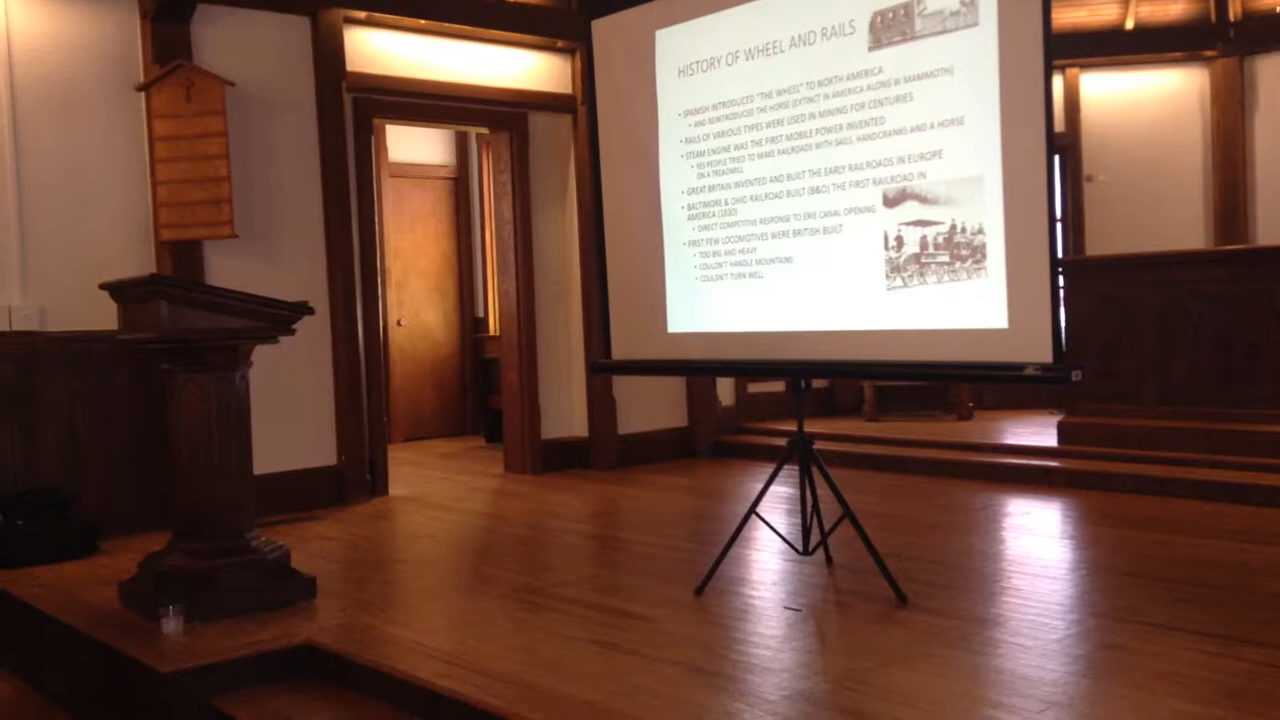 HISTORY OF WHEEL AND RAILS
• SPANISH INTRODUCED "THE WHEEL" TO NORTH AMERICA
• AND REINTRODUCED THE HORSE (EXTINCT IN AMERICA ALONG W MAMMOTH)
• RAILS OF VARIOUS TYPES WERE USED IN MINING FOR CENTURIES
• STEAM ENGINE WAS THE FIRST MOBILE POWER INVENTED
• YES PEOPLE TRIED TO MAKE RAILROADS WITH SAILS, HANDCRANKS AND A HORSE
ON A TREADMILL
• GREAT BRITAIN INVENTED AND BUILT THE EARLY RAILROADS IN EUROPE
• BALTIMORE & OHIO RAILROAD BUILT (B&O) THE FIRST RAILROAD IN
AMERICA (1830)
• DIRECT COMPETITIVE RESPONSE TO ERIE CANAL OPENING
• FIRST FEW LOCOMOTIVES WERE BRITISH BUILT
• TOO BIG AND HEAVY
• COULDN'T HANDLE MOUNTAINS
• COULDN'T TURN WELL